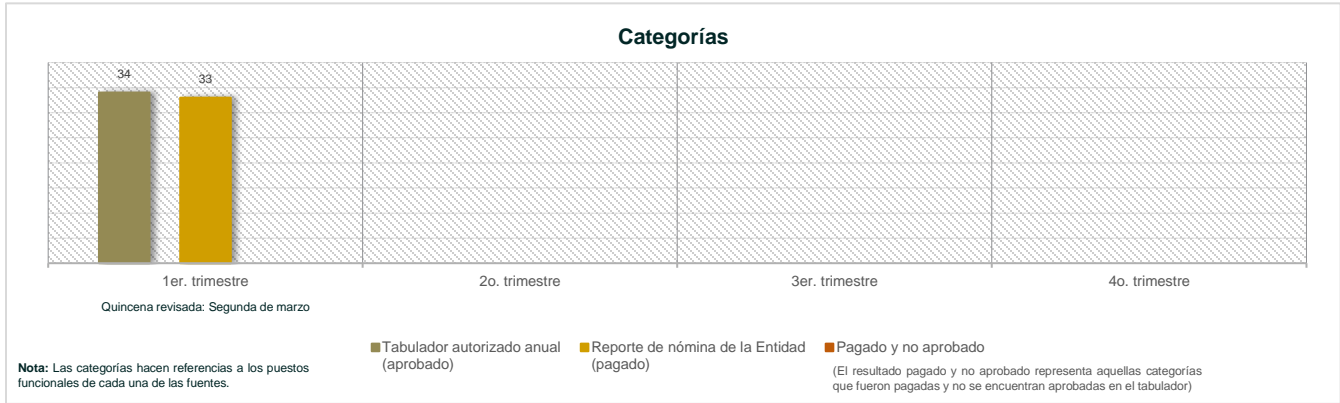 Categorías
34
33
1er. trimestre
2o. trimestre
3er. trimestre
4o. trimestre
Quincena revisada: Segunda de marzo
Tabulador autorizado anual
(aprobado)
Reporte de nómina de la Entidad
(pagado)
Pagado y no aprobado
(El resultado pagado y no aprobado representa aquellas categorías
que fueron pagadas y no se encuentran aprobadas en el tabulador)
Nota: Las categorías hacen referencias a los puestos
funcionales de cada una de las fuentes.